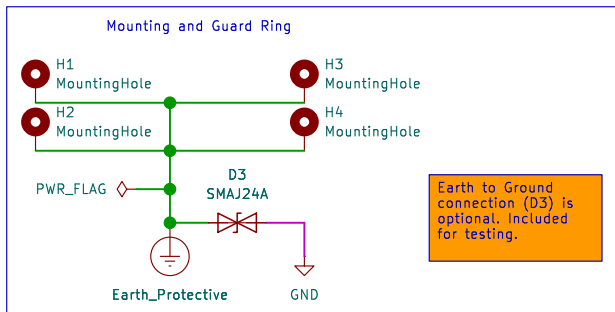 Mounting and Guard Ring
H1
MountingHole
H3
MountingHole
H2
MountingHole
H4
MountingHole
D3
SMAJ24A
PWR_FLAG
Earth to Ground
connection (D3) is
optional. Included
for testing.
Earth_Protective
GND